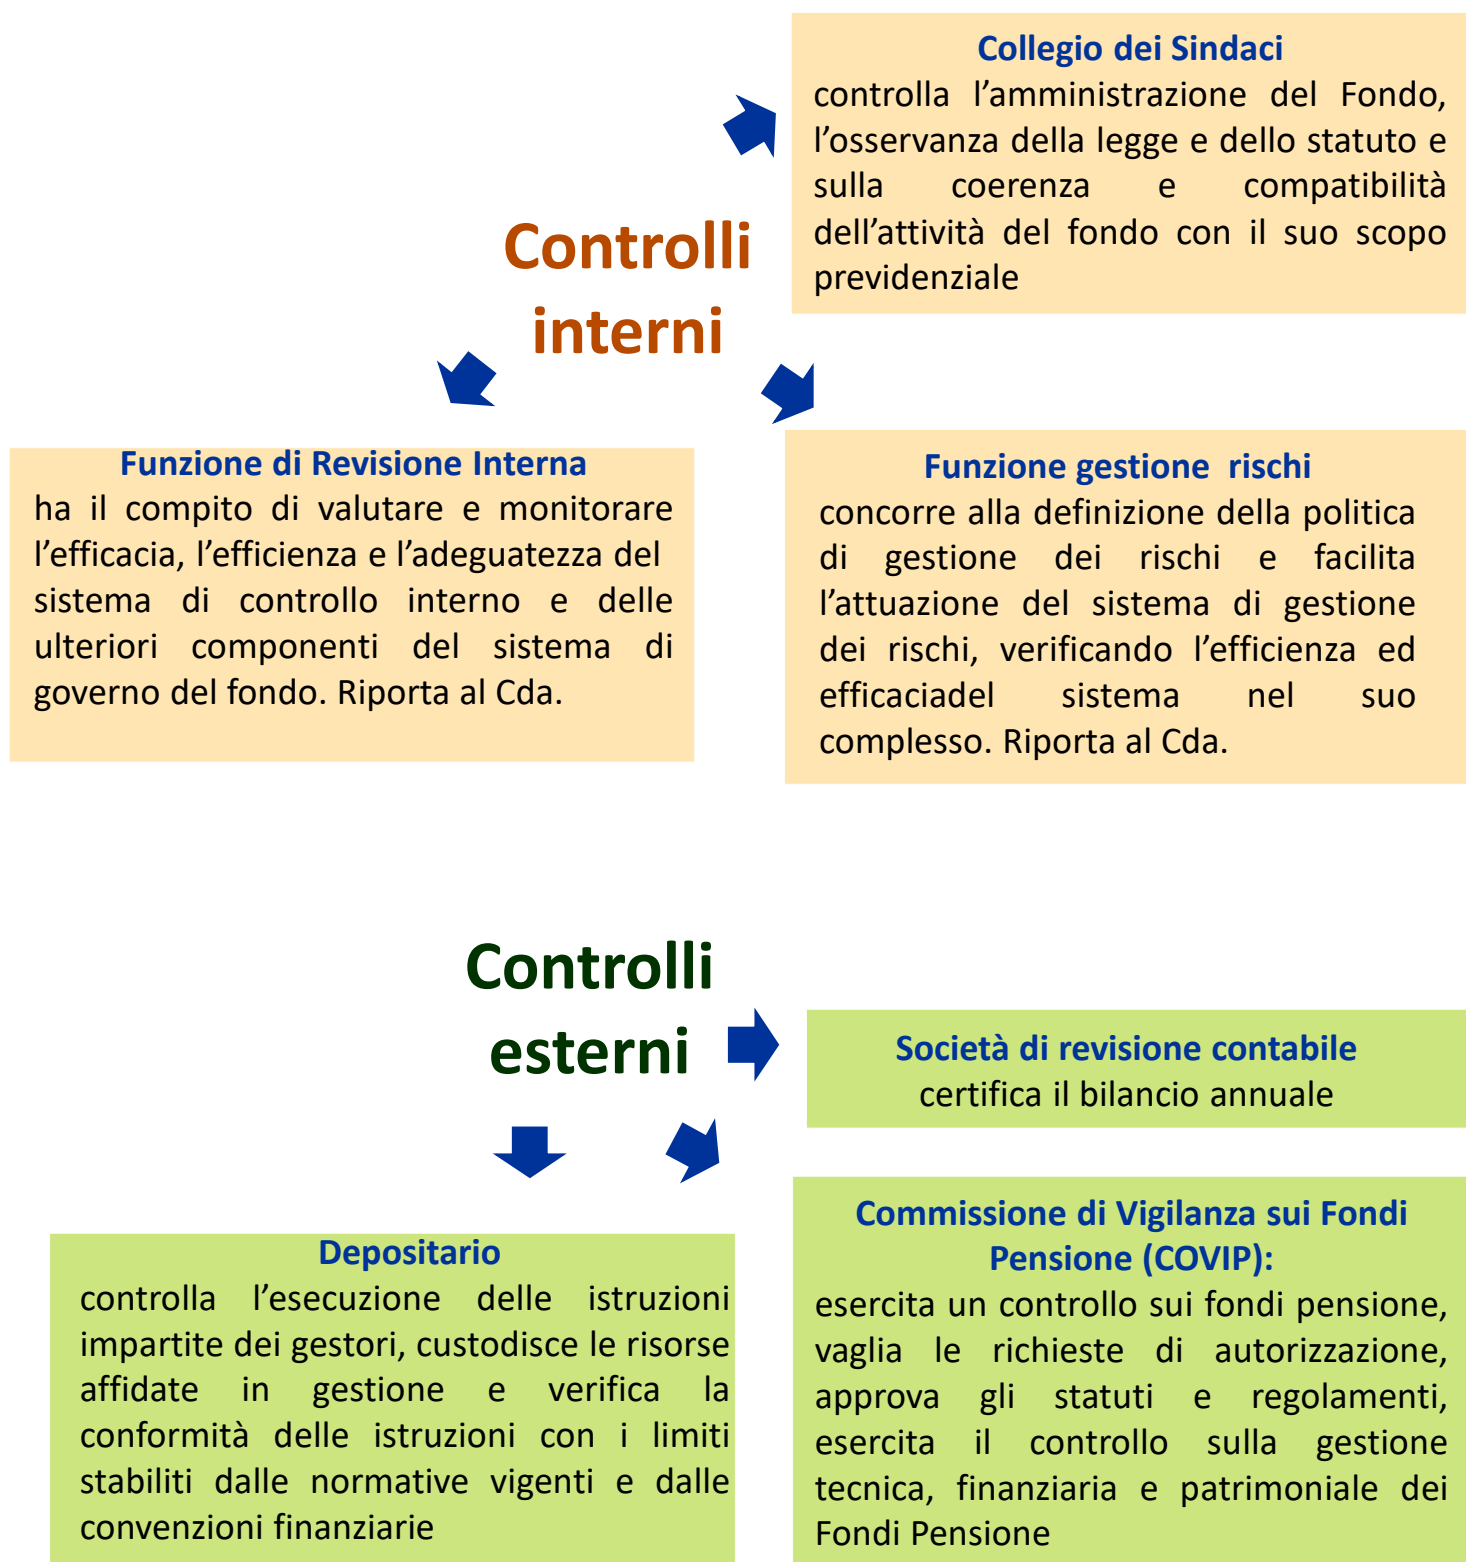 Collegio dei Sindaci
controlla l’amministrazione del Fondo,
l’osservanza della legge e dello statuto e
sulla coerenza e compatibilità
dell’attività del fondo con il suo scopo
previdenziale
Controlli
interni
Funzione di Revisione Interna
ha il compito di valutare e monitorare
l’efficacia, l’efficienza e l’adeguatezza del
sistema di controllo interno e delle
ulteriori componenti del sistema di
governo del fondo. Riporta al Cda.
Funzione gestione rischi
concorre alla definizione della politica
di gestione dei rischi e facilita
l’attuazione del sistema di gestione
dei rischi, verificando l’efficienza ed
efficaciadel sistema nel suo
complesso. Riporta al Cda.
Controlli
esterni
Società di revisione contabile
certifica il bilancio annuale
Depositario
controlla l’esecuzione delle istruzioni
impartite dei gestori, custodisce le risorse
affidate in gestione e verifica la
conformità delle istruzioni con i limiti
stabiliti dalle normative vigenti e dalle
convenzioni finanziarie
Commissione di Vigilanza sui Fondi
Pensione (COVIP):
esercita un controllo sui fondi pensione,
vaglia le richieste di autorizzazione,
approva gli statuti e regolamenti,
esercita il controllo sulla gestione
tecnica, finanziaria e patrimoniale dei
Fondi Pensione